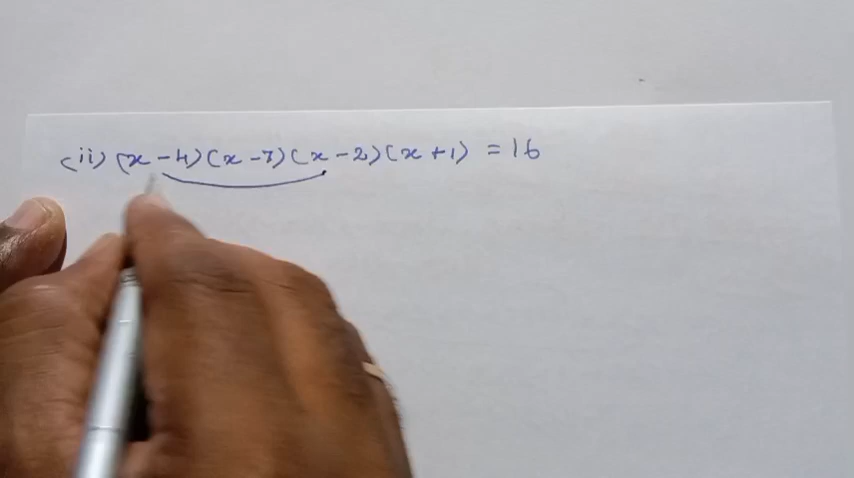 (ii) (x-4)(x-7)(x-2)(x+1) = 16